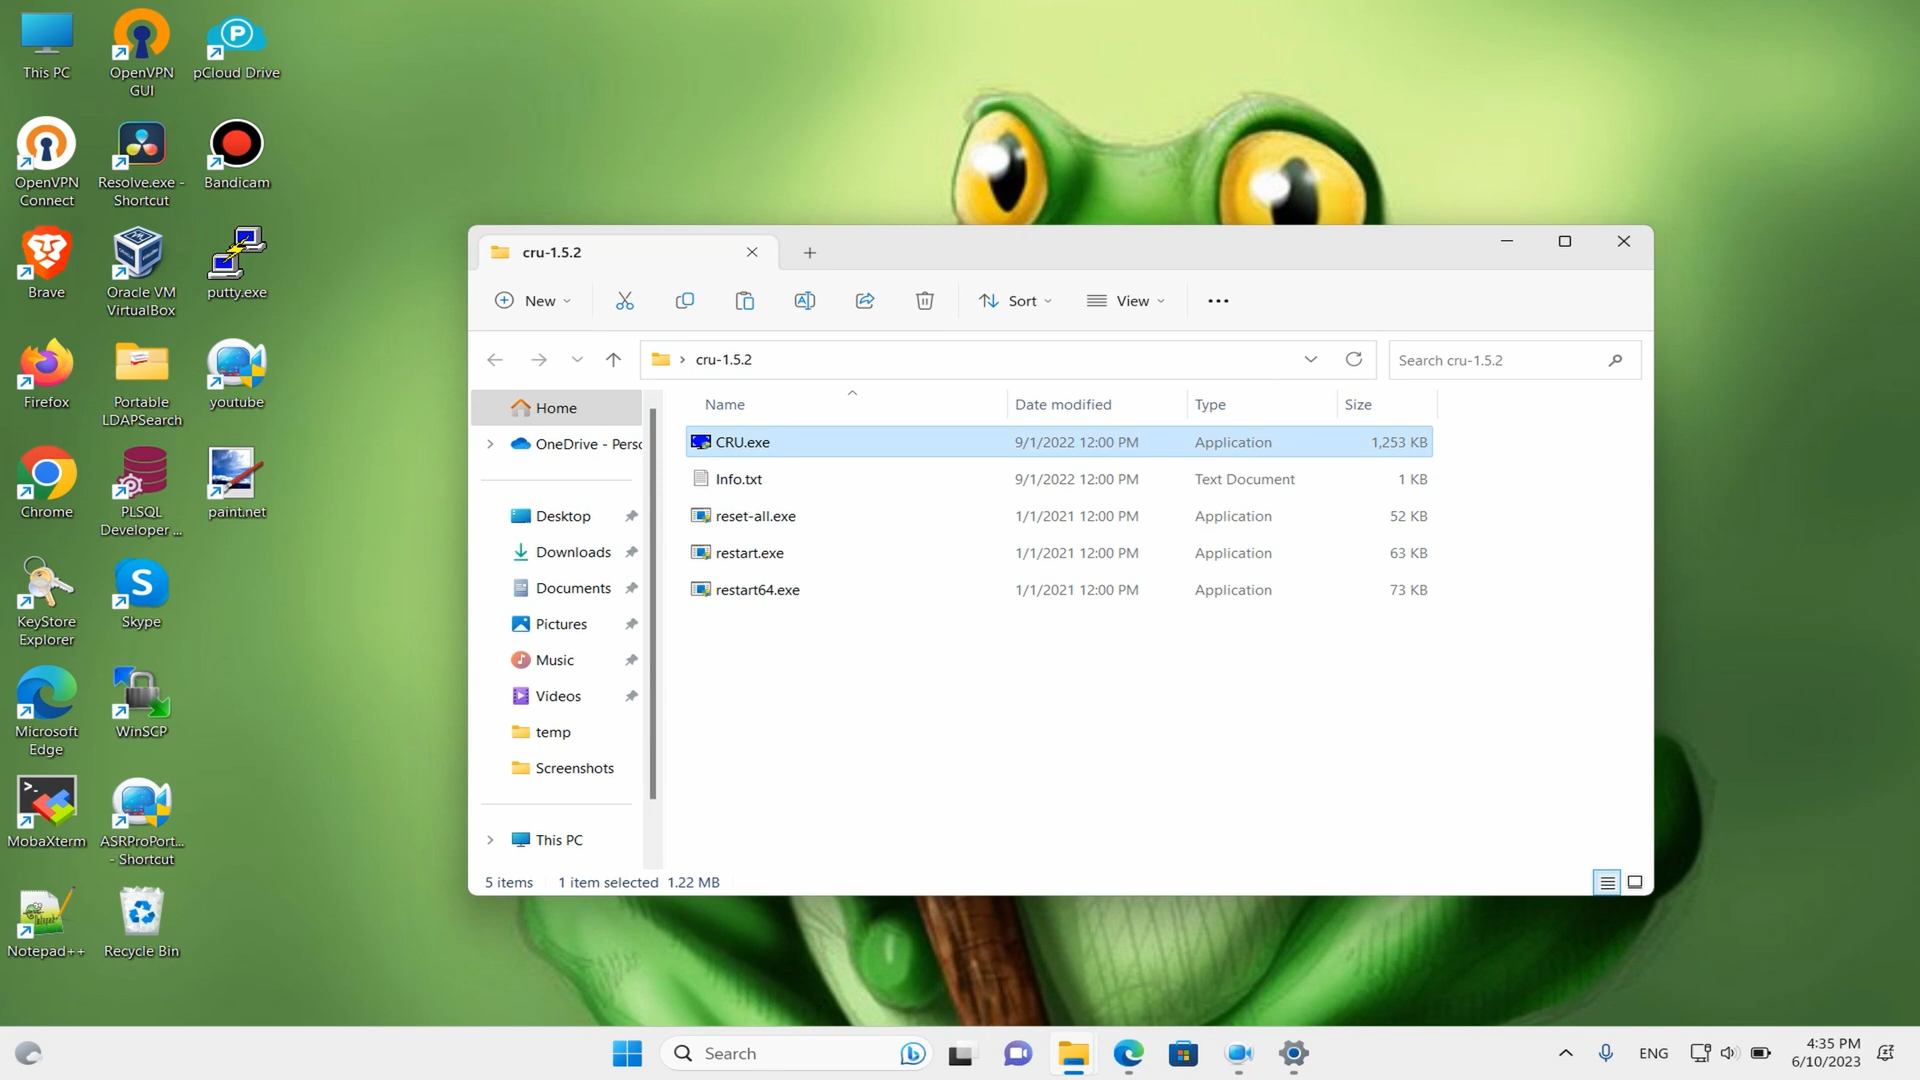 This PC
OpenVPN
GUI
pCloud Drive
OpenVPN
Connect
Resolve.exe -
Shortcut
Bandicam
Brave
Oracle VM
VirtualBox
putty.exe
Firefox
Portable
LDAPSearch
youtube
Chrome
PLSQL
Developer ...
paint.net
KeyStore
Explorer
Skype
Microsoft
Edge
WinSCP
MobaXterm
ASRProPort...
- Shortcut
Notepad++
Recycle Bin
cru-1.5.2
New
Sort
View
cru-1.5.2
Search cru-1.5.2
Home
OneDrive - Perso
Desktop
Downloads
Documents
Pictures
Music
Videos
temp
Screenshots
This PC
Name Date modified Type Size
CRU.exe 9/1/2022 12:00 PM Application 1,253 KB
Info.txt 9/1/2022 12:00 PM Text Document 1 KB
reset-all.exe 1/1/2021 12:00 PM Application 52 KB
restart.exe 1/1/2021 12:00 PM Application 63 KB
restart64.exe 1/1/2021 12:00 PM Application 73 KB
5 items 1 item selected 1.22 MB
Search
ENG
4:35 PM
6/10/2023